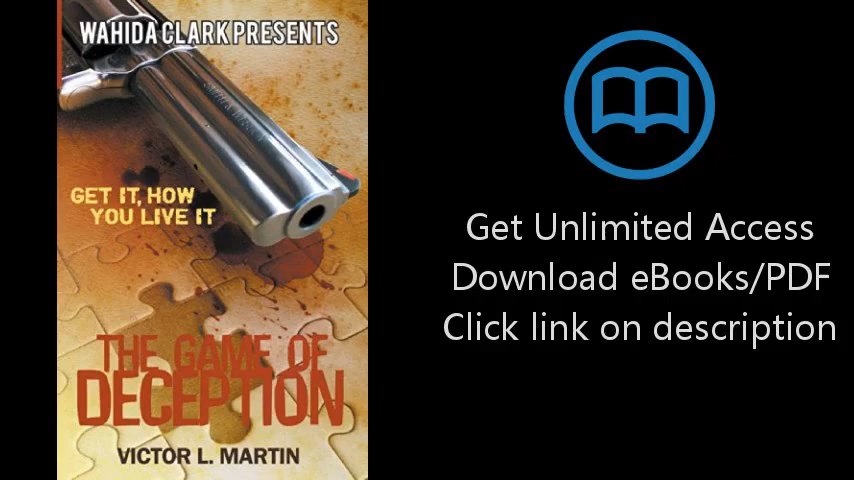 WAHIDA CLARK PRESENTS
GET IT, HOW
YOU LIVE IT
THE GAME OF
DECEPTION
VICTOR L. MARTIN
Get Unlimited Access
Download eBooks/PDF
Click link on description